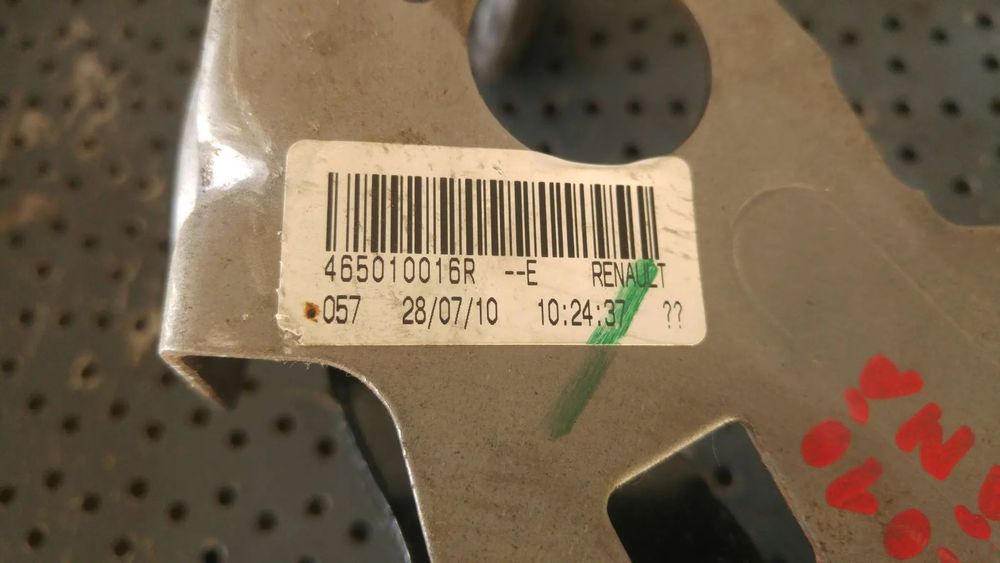 465010016R --E RENAULT
057 28/07/10 10:24:37 ??